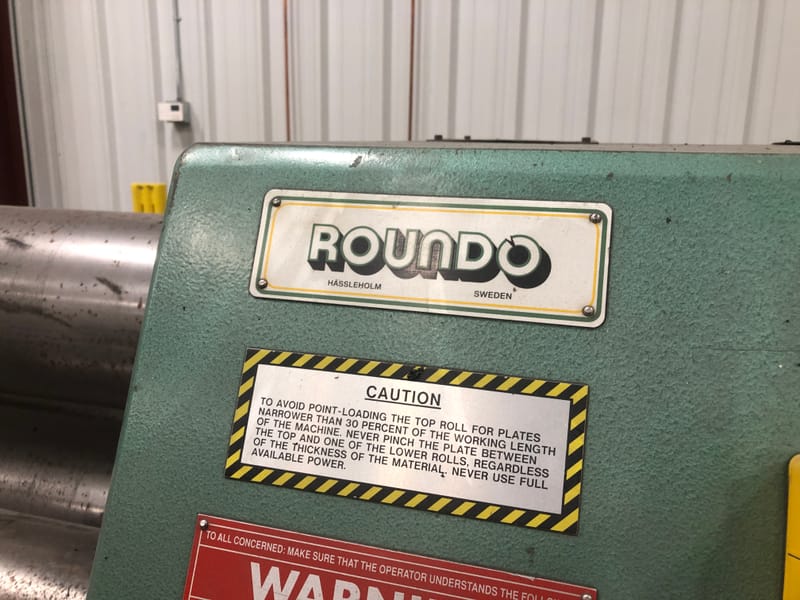 ROUNDO
HÄSSLEHOLM SWEDEN
CAUTION
TO AVOID POINT-LOADING THE TOP ROLL FOR PLATES
NARROWER THAN 30 PERCENT OF THE WORKING LENGTH
OF THE MACHINE. NEVER PINCH THE PLATE BETWEEN
THE TOP AND ONE OF THE LOWER ROLLS, REGARDLESS
OF THE THICKNESS OF THE MATERIAL. NEVER USE FULL
AVAILABLE POWER.
TO ALL CONCERNED: MAKE SURE THAT THE OPERATOR UNDERSTANDS THE FOLLOW